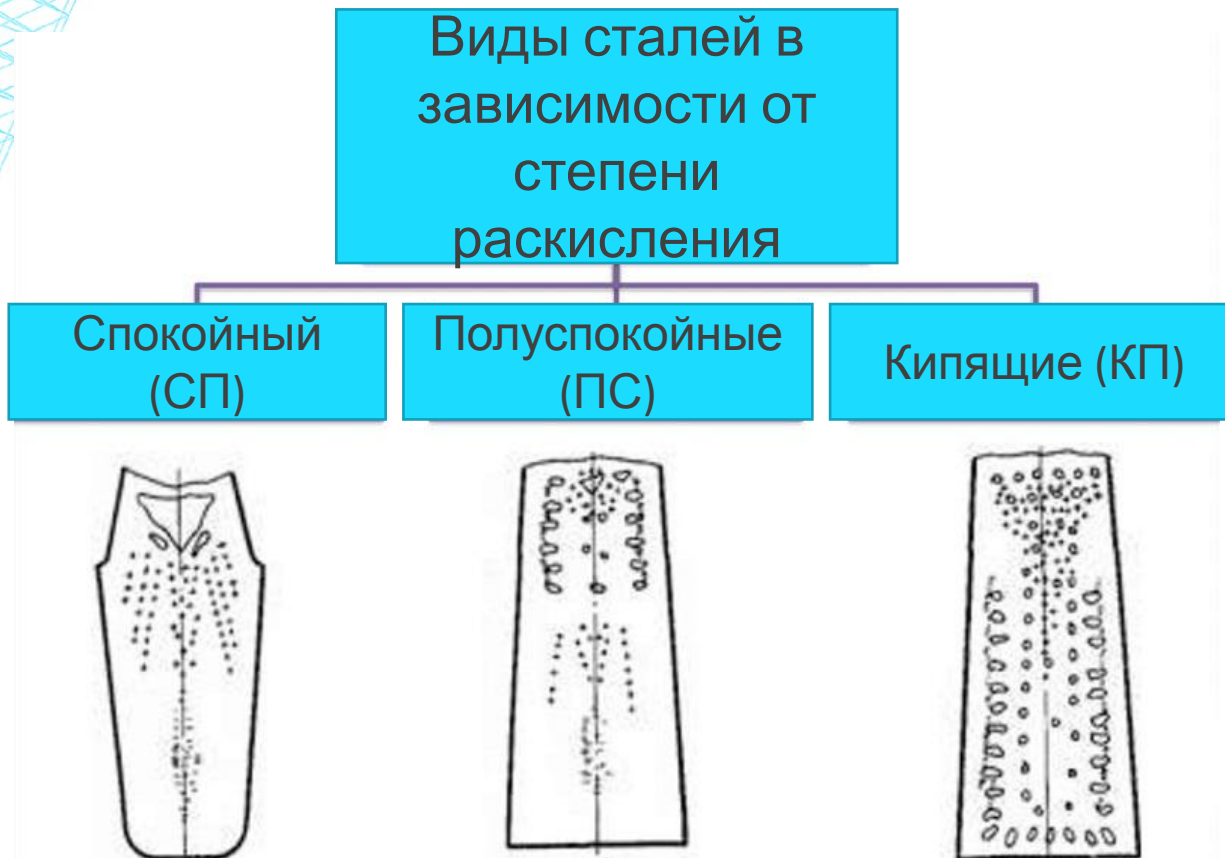 Виды сталей в
зависимости от
степени
раскисления
Спокойный
(СП)
Полуспокойные
(ПС)
Кипящие (КП)